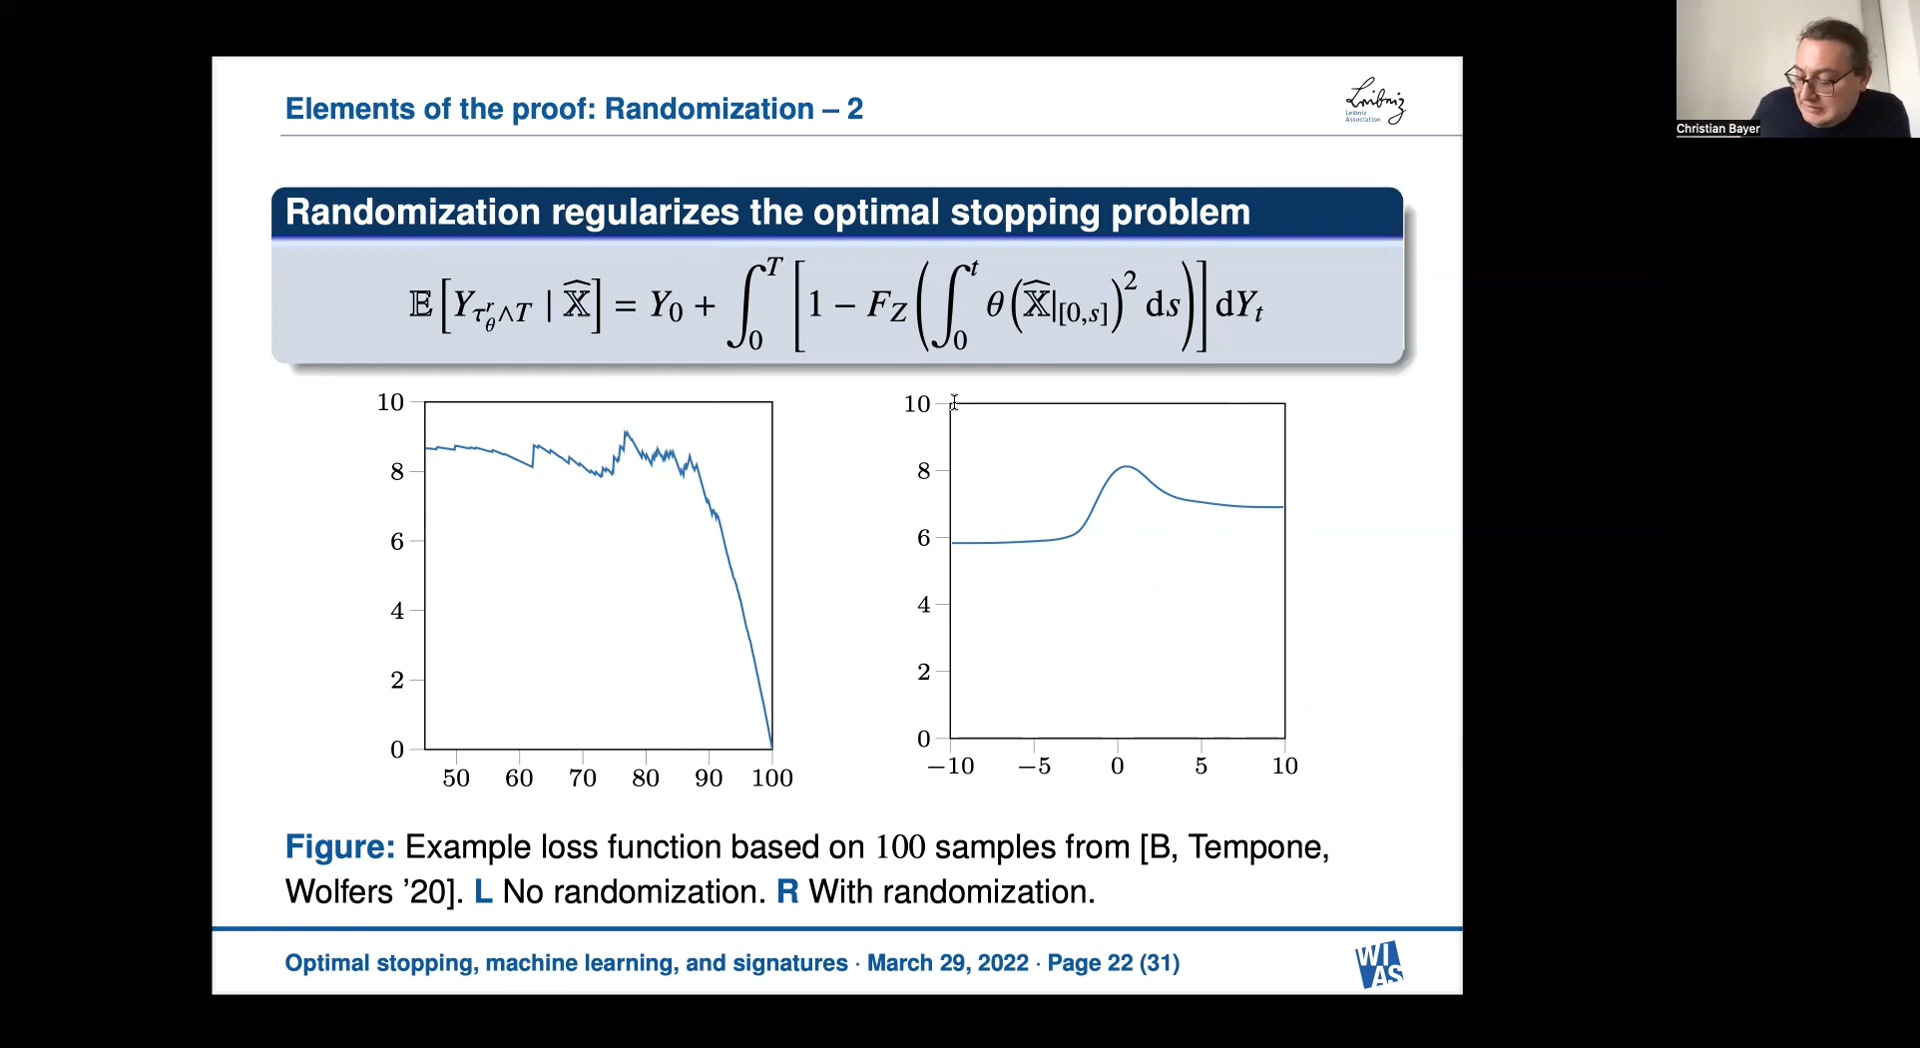 Elements of the proof: Randomization – 2
Leibniz
Leibniz
Association
Christian Bayer
Randomization regularizes the optimal stopping problem
𝔼[Y_{τ^r_θ∧T} | 𝕏̂] = Y_0 + ∫_0^T [1 − F_Z(∫_0^t θ(𝕏̂|_{[0,s]})^2 ds)] dY_t
10
8
6
4
2
0
50 60 70 80 90 100
10
8
6
4
2
0
−10 −5 0 5 10
Figure: Example loss function based on 100 samples from [B, Tempone,
Wolfers ’20]. L No randomization. R With randomization.
Optimal stopping, machine learning, and signatures · March 29, 2022 · Page 22 (31)
WI
AS